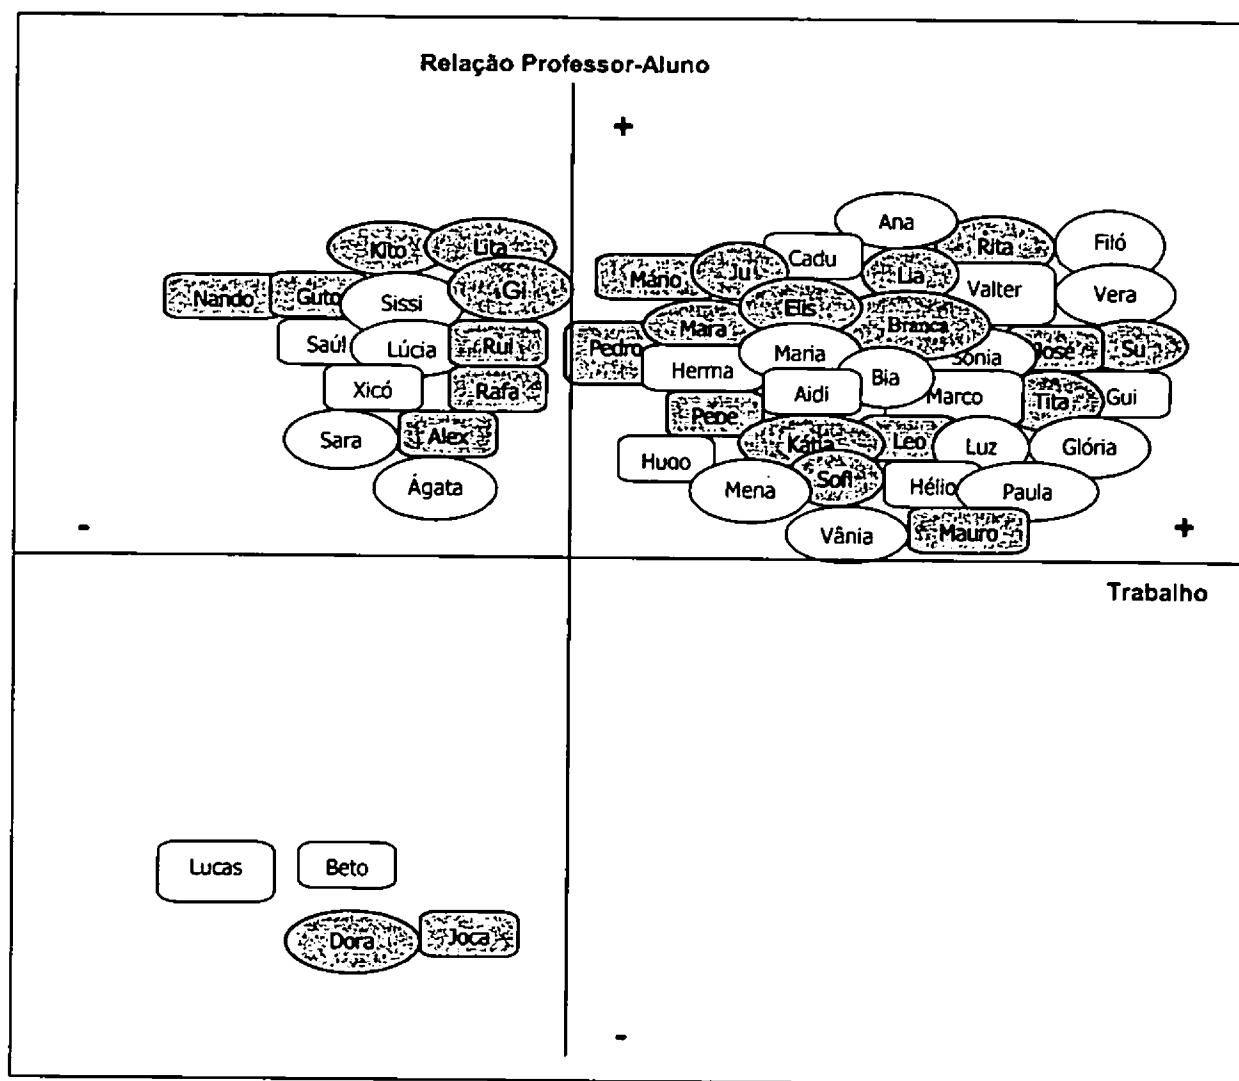 Relação Professor-Aluno
+
Ana
Kito
Lita
Rita
Filó
Cadu
Ju
Lia
Mano
Nando
Guto
Sissi
Gi
Valter
Vera
Elis
Branca
Mara
Saúl
Lúcia
Rui
Pedro
Maria
Sónia
José
Su
Herma
Bia
Xicó
Rafa
Aidi
Marco
Tita
Gui
Pepe
Sara
Alex
Kátia
Leo
Luz
Glória
Hugo
Ágata
Mena
Sofi
Hélio
Paula
-
Vânia
Mauro
+
Trabalho
Lucas
Beto
Dora
Joca
-